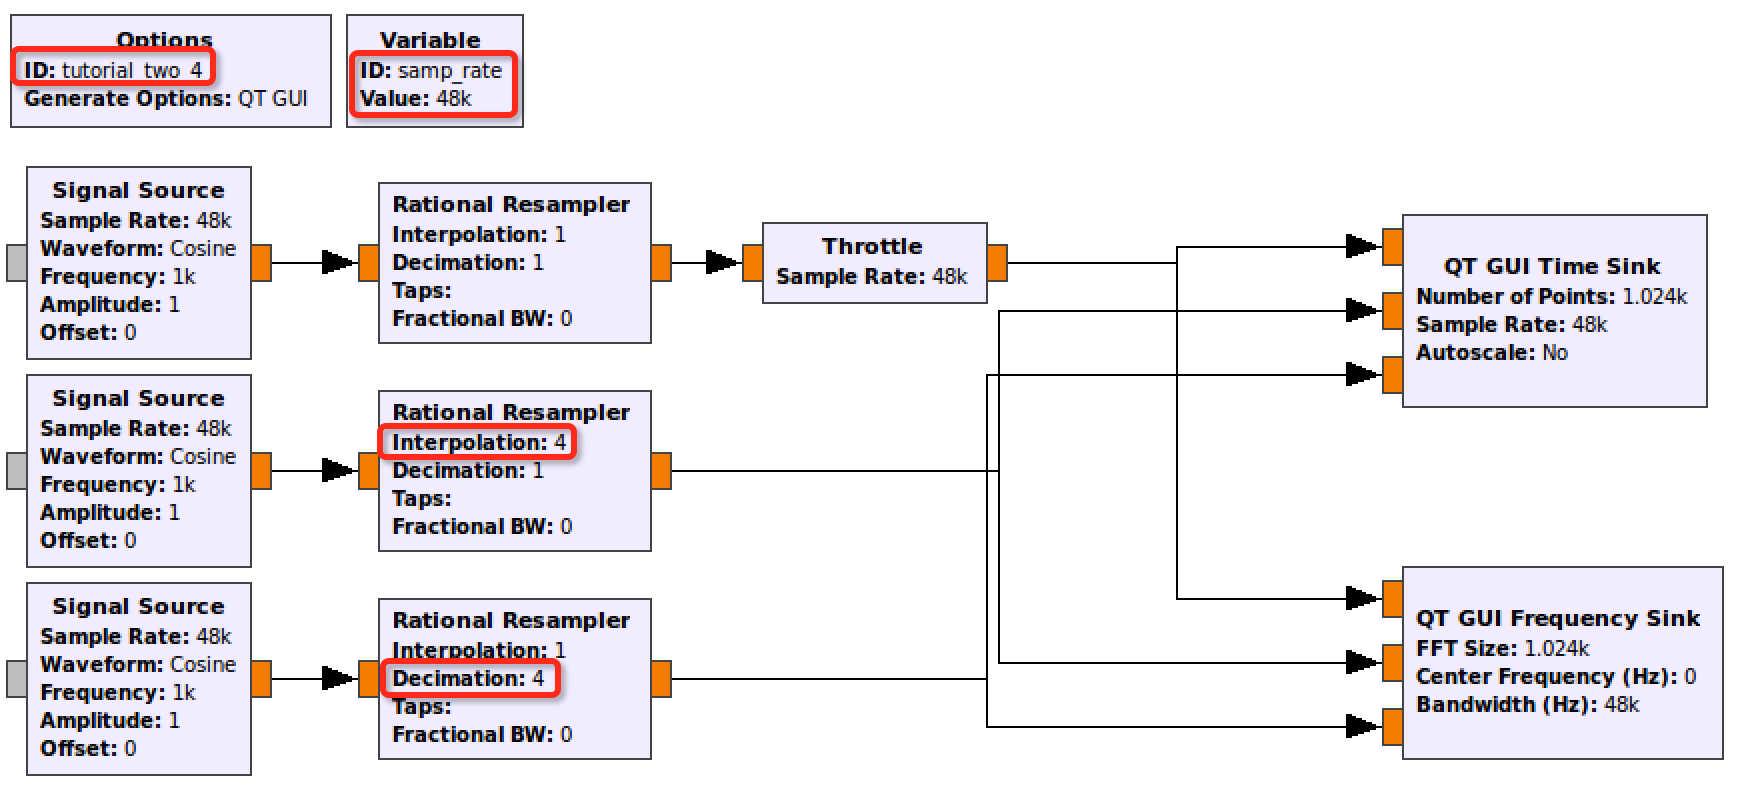 Options
ID: tutorial_two_4
Generate Options: QT GUI
Variable
ID: samp_rate
Value: 48k
Signal Source
Sample Rate: 48k
Waveform: Cosine
Frequency: 1k
Amplitude: 1
Offset: 0
Rational Resampler
Interpolation: 1
Decimation: 1
Taps:
Fractional BW: 0
Throttle
Sample Rate: 48k
QT GUI Time Sink
Number of Points: 1.024k
Sample Rate: 48k
Autoscale: No
Signal Source
Sample Rate: 48k
Waveform: Cosine
Frequency: 1k
Amplitude: 1
Offset: 0
Rational Resampler
Interpolation: 4
Decimation: 1
Taps:
Fractional BW: 0
Signal Source
Sample Rate: 48k
Waveform: Cosine
Frequency: 1k
Amplitude: 1
Offset: 0
Rational Resampler
Interpolation: 1
Decimation: 4
Taps:
Fractional BW: 0
QT GUI Frequency Sink
FFT Size: 1.024k
Center Frequency (Hz): 0
Bandwidth (Hz): 48k